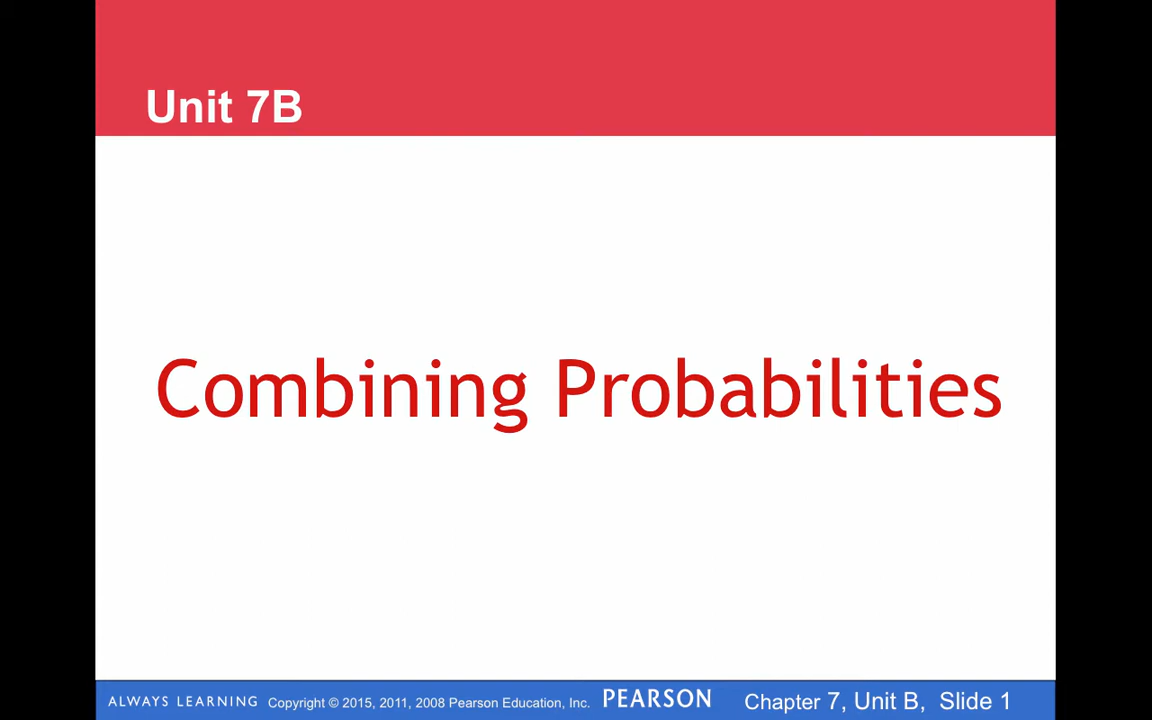 Unit 7B
Combining Probabilities
ALWAYS LEARNING Copyright © 2015, 2011, 2008 Pearson Education, Inc. PEARSON Chapter 7, Unit B, Slide 1